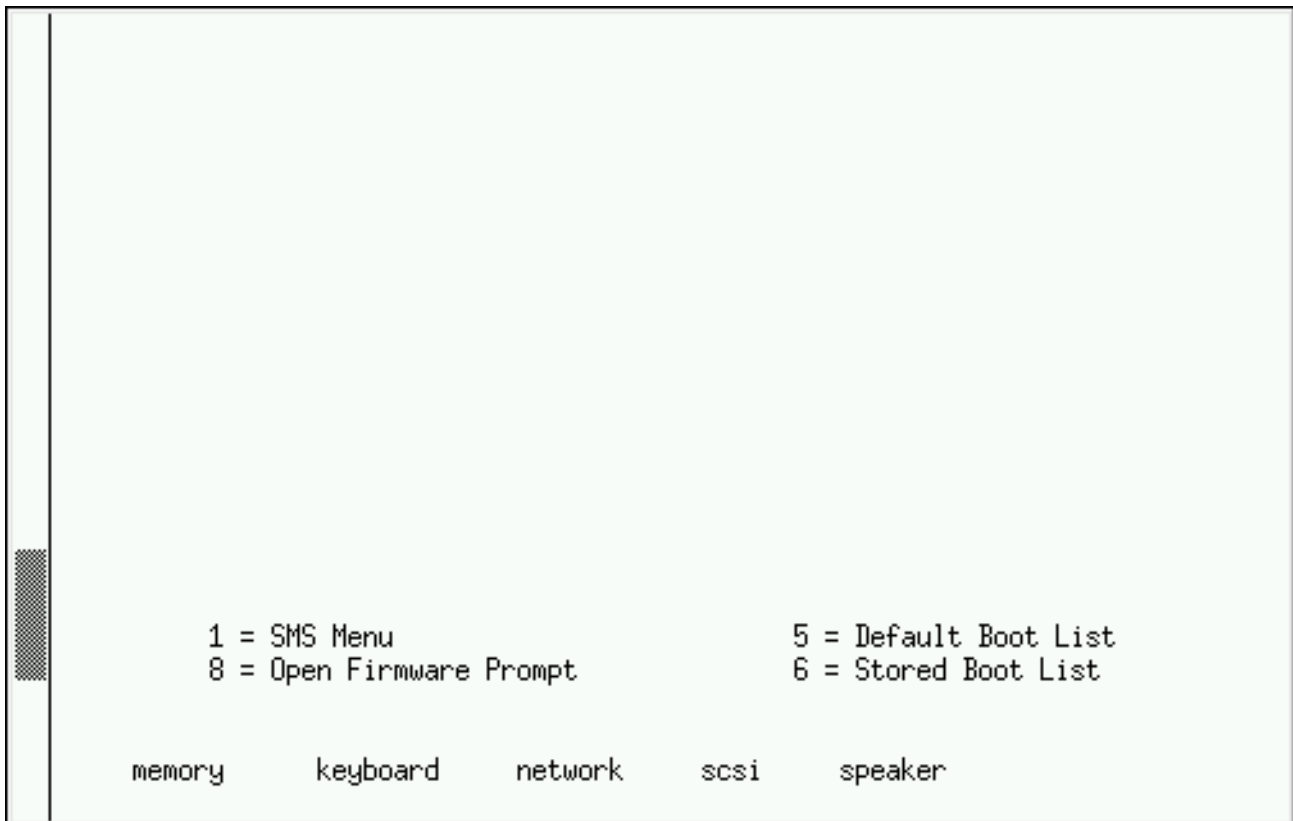 1 = SMS Menu 5 = Default Boot List
8 = Open Firmware Prompt 6 = Stored Boot List
memory keyboard network scsi speaker